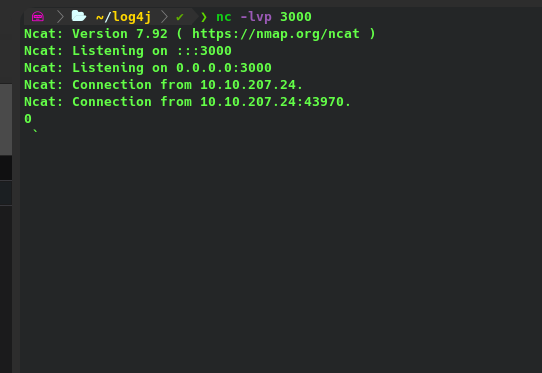 ~/log4j ✔ ❯ nc -lvp 3000
Ncat: Version 7.92 ( https://nmap.org/ncat )
Ncat: Listening on :::3000
Ncat: Listening on 0.0.0.0:3000
Ncat: Connection from 10.10.207.24.
Ncat: Connection from 10.10.207.24:43970.
0
`